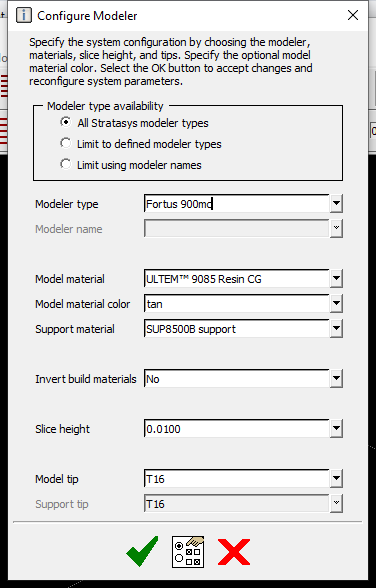 Configure Modeler
Specify the system configuration by choosing the modeler,
materials, slice height, and tips. Specify the optional model
material color. Select the OK button to accept changes and
reconfigure system parameters.
Modeler type availability
All Stratasys modeler types
Limit to defined modeler types
Limit using modeler names
Modeler type Fortus 900mc
Modeler name
Model material ULTEM™ 9085 Resin CG
Model material color tan
Support material SUP8500B support
Invert build materials No
Slice height 0.0100
Model tip T16
Support tip T16